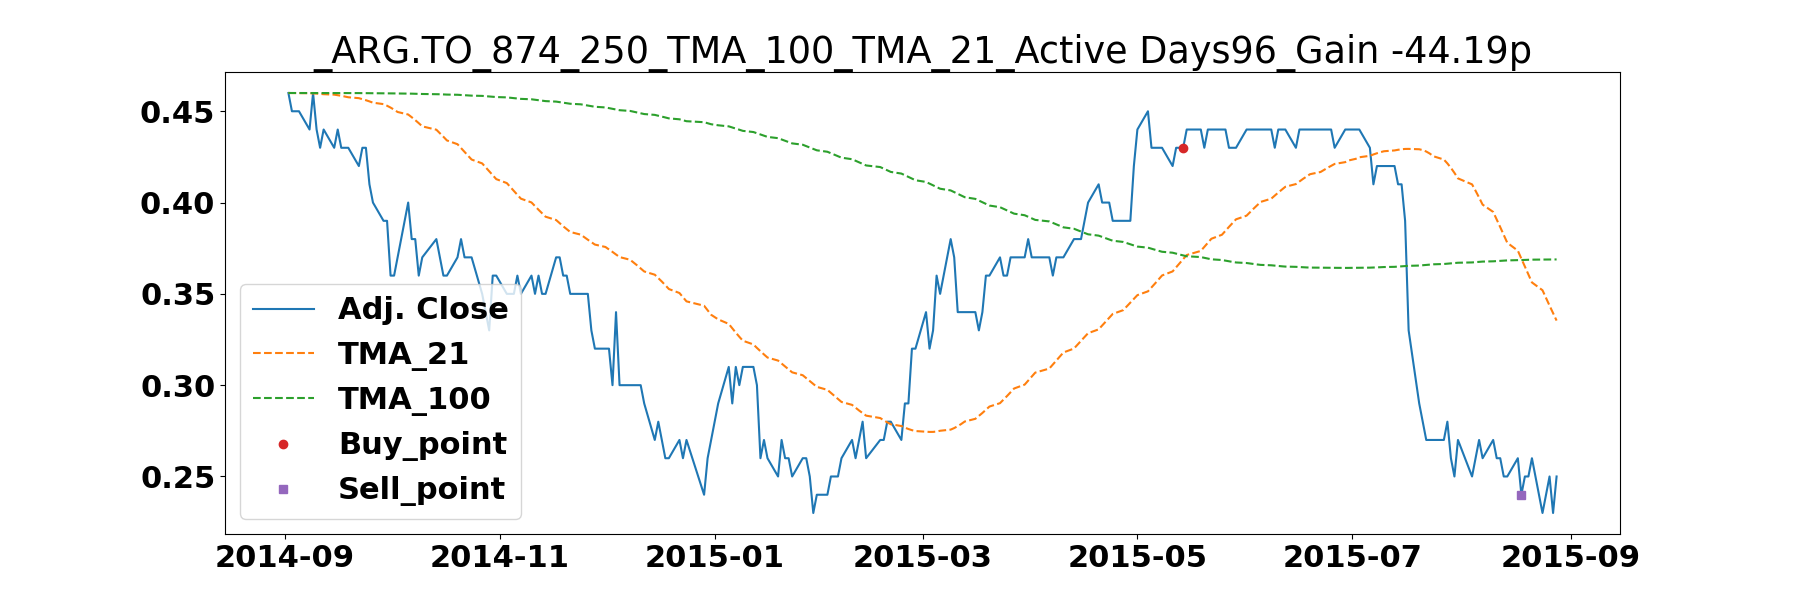 _ARG.TO_874_250_TMA_100_TMA_21_Active Days96_Gain -44.19p
0.45
0.40
0.35
0.30
0.25
Adj. Close
TMA_21
TMA_100
Buy_point
Sell_point
2014-09 2014-11 2015-01 2015-03 2015-05 2015-07 2015-09